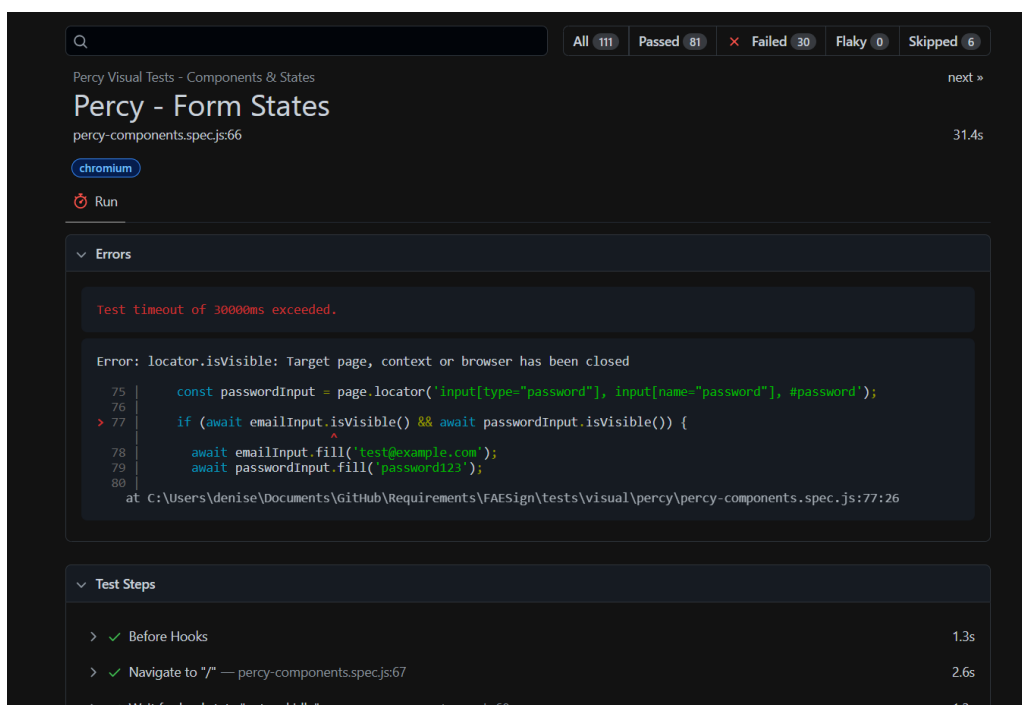 All 111 Passed 81 × Failed 30 Flaky 0 Skipped 6
Percy Visual Tests - Components & States next »
Percy - Form States
percy-components.spec.js:66 31.4s
chromium
Run
Errors
Test timeout of 30000ms exceeded.
Error: locator.isVisible: Target page, context or browser has been closed
75 | const passwordInput = page.locator('input[type="password"], input[name="password"], #password');
76 |
> 77 | if (await emailInput.isVisible() && await passwordInput.isVisible()) {
| ^
78 | await emailInput.fill('test@example.com');
79 | await passwordInput.fill('password123');
80 |
at C:\Users\denise\Documents\GitHub\Requirements\FAESign\tests\visual\percy\percy-components.spec.js:77:26
Test Steps
Before Hooks 1.3s
Navigate to "/" — percy-components.spec.js:67 2.6s